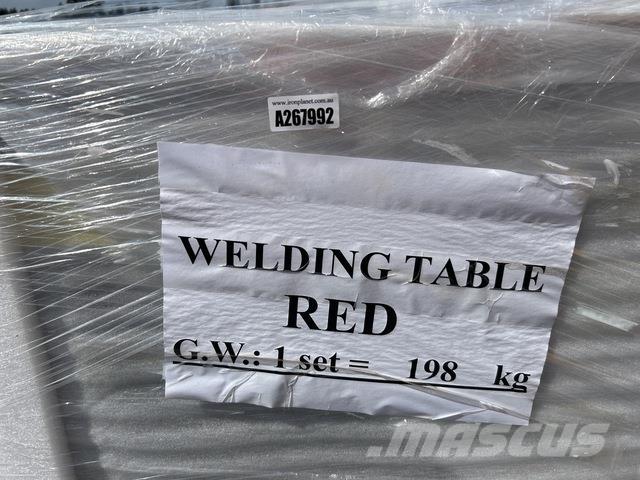 www.ironplanet.com.au
A267992
WELDING TABLE
RED
G.W.: 1 set = 198 kg
mascus